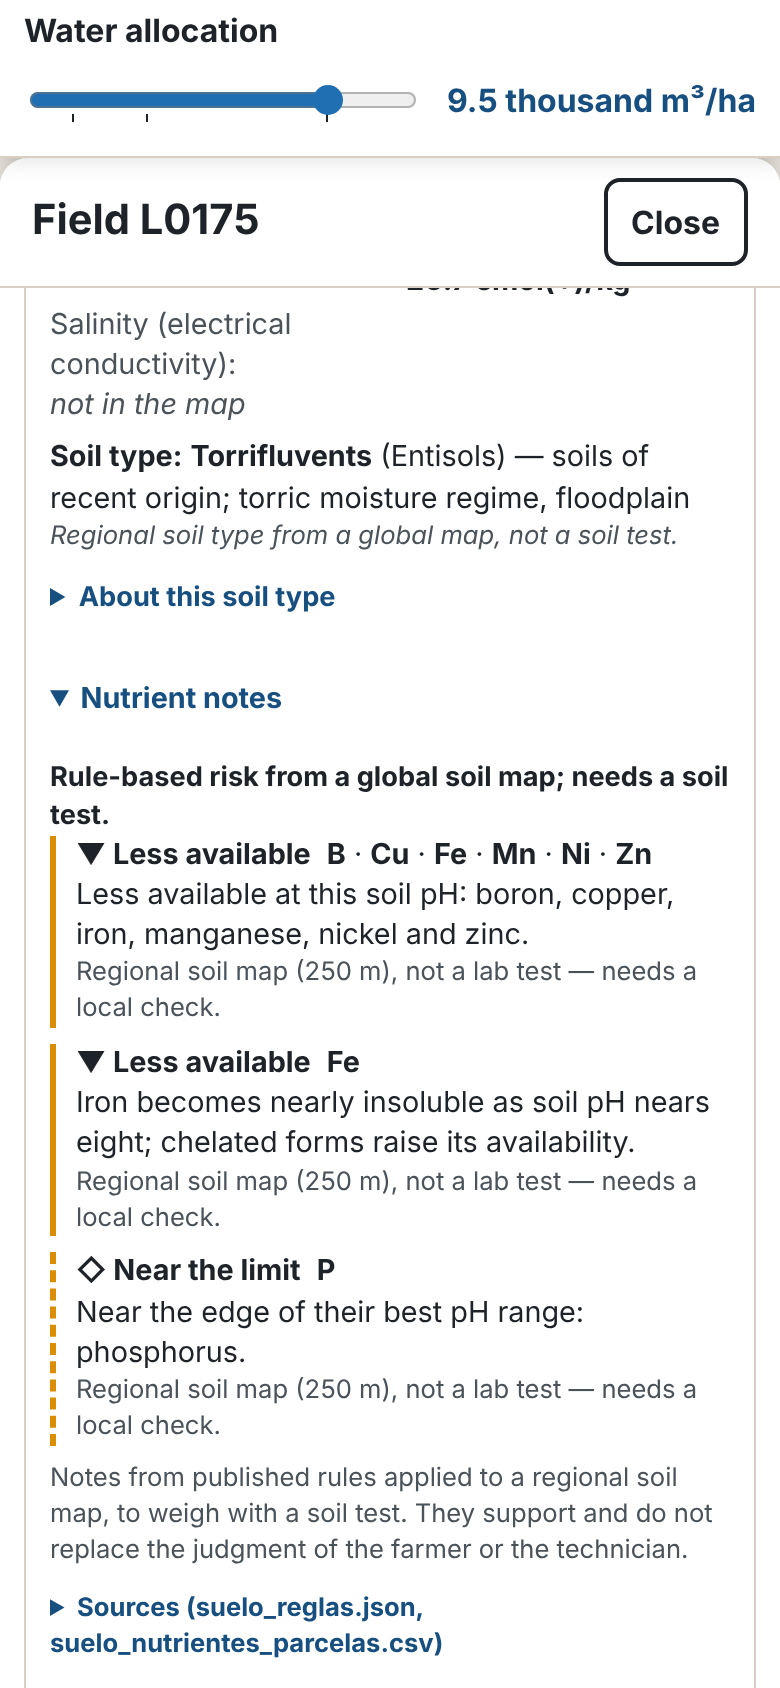 Water allocation
9.5 thousand m³/ha
Field L0175
Close
Salinity (electrical
conductivity):
not in the map
Soil type: Torrifluvents (Entisols) — soils of
recent origin; torric moisture regime, floodplain
Regional soil type from a global map, not a soil test.
▶ About this soil type
▼ Nutrient notes
Rule-based risk from a global soil map; needs a soil
test.
▼ Less available B · Cu · Fe · Mn · Ni · Zn
Less available at this soil pH: boron, copper,
iron, manganese, nickel and zinc.
Regional soil map (250 m), not a lab test — needs a
local check.
▼ Less available Fe
Iron becomes nearly insoluble as soil pH nears
eight; chelated forms raise its availability.
Regional soil map (250 m), not a lab test — needs a
local check.
◇ Near the limit P
Near the edge of their best pH range:
phosphorus.
Regional soil map (250 m), not a lab test — needs a
local check.
Notes from published rules applied to a regional soil
map, to weigh with a soil test. They support and do not
replace the judgment of the farmer or the technician.
▶ Sources (suelo_reglas.json,
suelo_nutrientes_parcelas.csv)